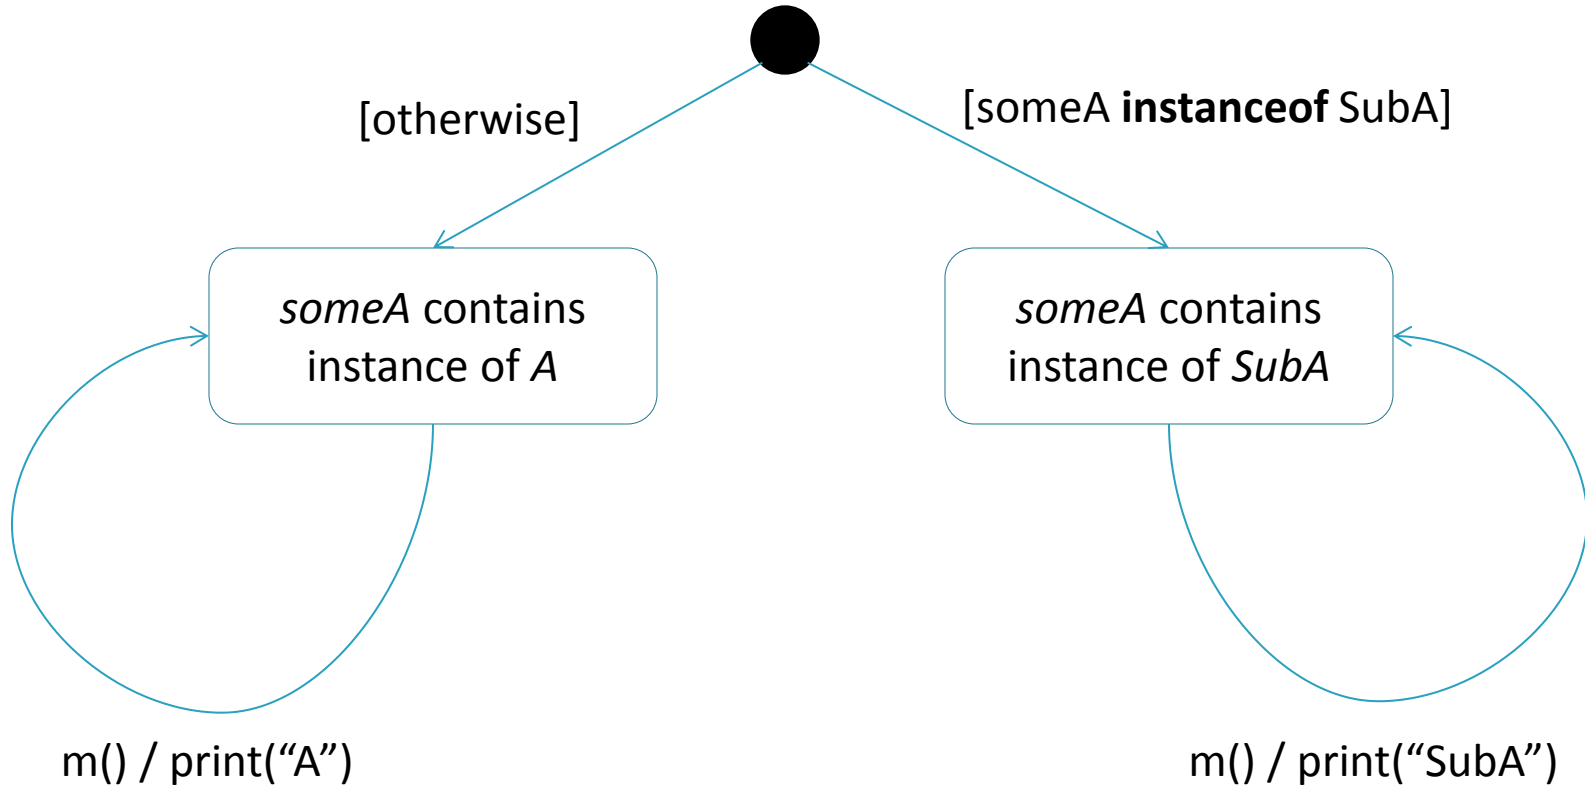 [otherwise]
[someA instanceof SubA]
someA contains
instance of A
someA contains
instance of SubA
m() / print(“A”)
m() / print(“SubA”)